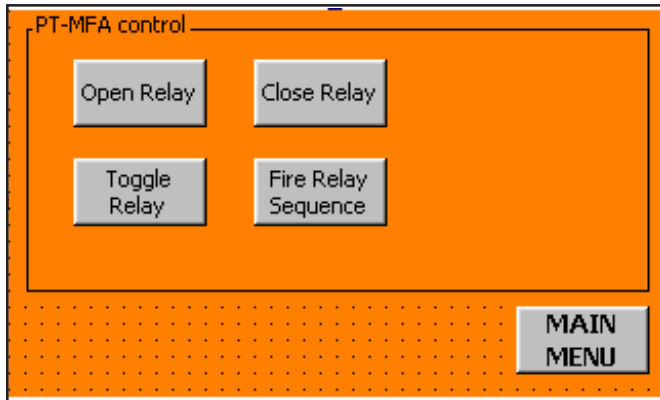 PT-MFA control
Open Relay
Close Relay
Toggle
Relay
Fire Relay
Sequence
MAIN
MENU